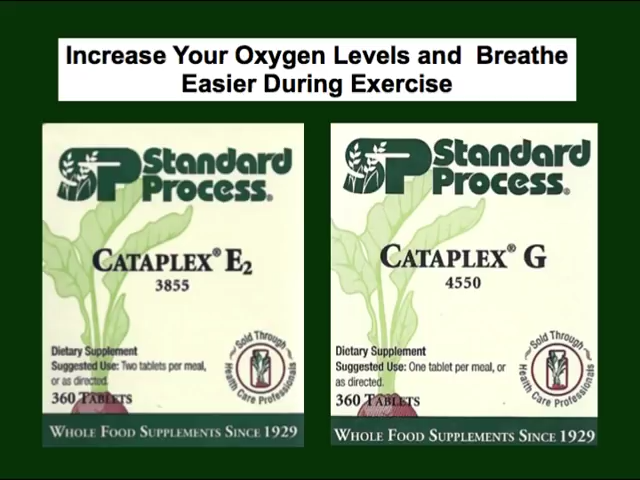 Increase Your Oxygen Levels and  Breathe
Easier During Exercise
Standard
Process®
CATAPLEX® E2
3855
Dietary Supplement
Suggested Use: Two tablets per meal,
or as directed.
360 TABLETS
Sold Through
Health Care Professionals
WHOLE FOOD SUPPLEMENTS SINCE 1929
Standard
Process®
CATAPLEX® G
4550
Dietary Supplement
Suggested Use: One tablet per meal, or
as directed.
360 TABLETS
Sold Through
Health Care Professionals
WHOLE FOOD SUPPLEMENTS SINCE 1929